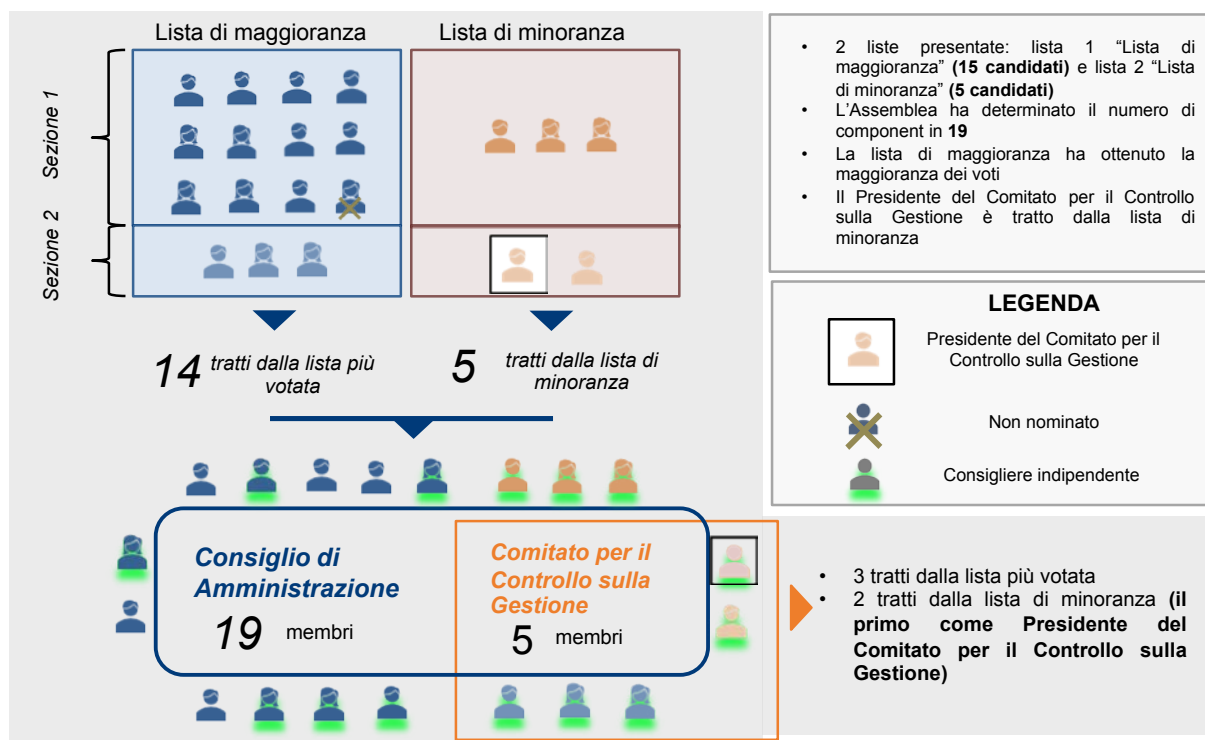 Lista di maggioranza
Lista di minoranza
Sezione 1
Sezione 2
14 tratti dalla lista più
votata
5 tratti dalla lista di
minoranza
Consiglio di
Amministrazione
19 membri
Comitato per il
Controllo sulla
Gestione
5 membri
• 2 liste presentate: lista 1 “Lista di
maggioranza” (15 candidati) e lista 2 “Lista
di minoranza” (5 candidati)
• L’Assemblea ha determinato il numero di
component in 19
• La lista di maggioranza ha ottenuto la
maggioranza dei voti
• Il Presidente del Comitato per il Controllo
sulla Gestione è tratto dalla lista di
minoranza
LEGENDA
Presidente del Comitato per il
Controllo sulla Gestione
Non nominato
Consigliere indipendente
• 3 tratti dalla lista più votata
• 2 tratti dalla lista di minoranza (il
primo come Presidente del
Comitato per il Controllo sulla
Gestione)